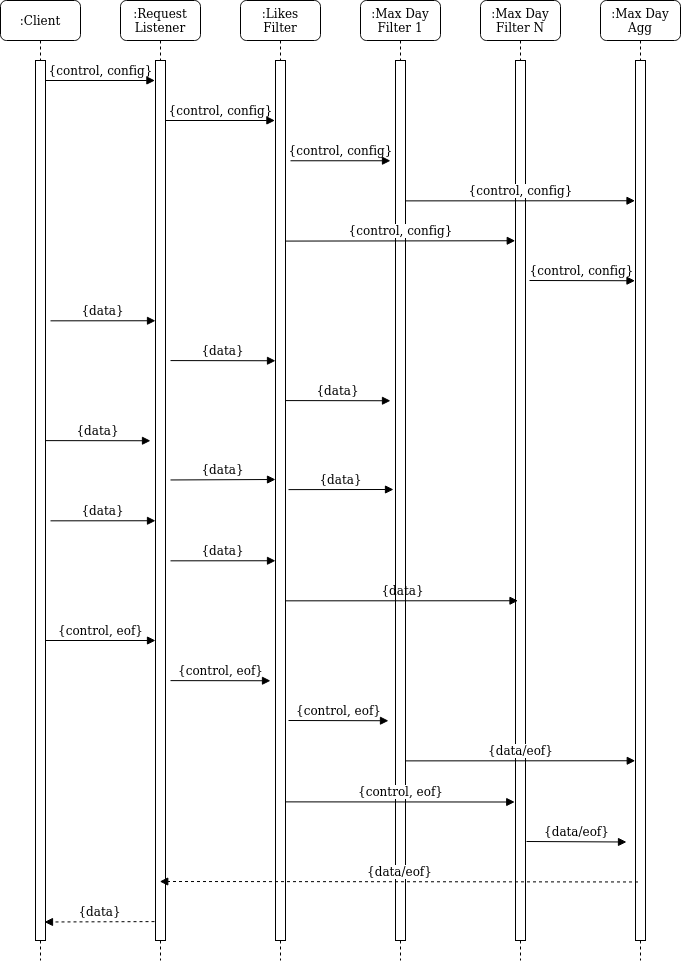 :Client
:Request
Listener
:Likes
Filter
:Max Day
Filter 1
:Max Day
Filter N
:Max Day
Agg
{control, config}
{control, config}
{control, config}
{control, config}
{control, config}
{control, config}
{data}
{data}
{data}
{data}
{data}
{data}
{data}
{data}
{data}
{control, eof}
{control, eof}
{control, eof}
{data/eof}
{control, eof}
{data/eof}
{data/eof}
{data}